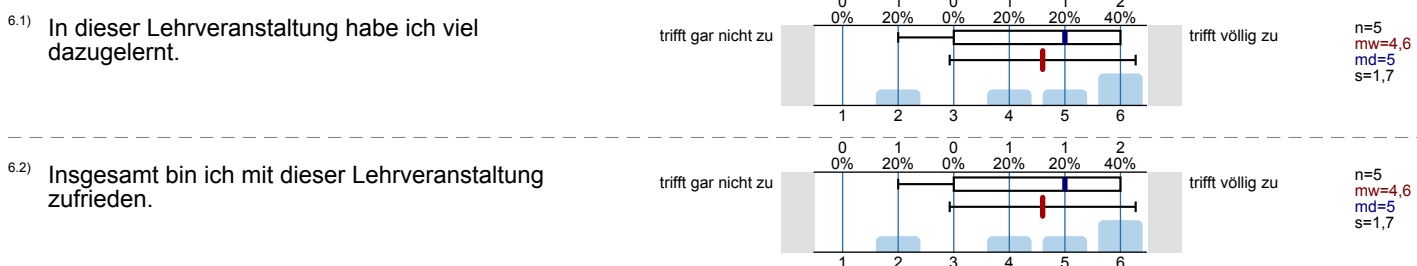 0 1 0 1 1 2
0% 20% 0% 20% 20% 40%
6.1) In dieser Lehrveranstaltung habe ich viel
dazugelernt.
trifft gar nicht zu
trifft völlig zu
n=5
mw=4,6
md=5
s=1,7
1 2 3 4 5 6
0 1 0 1 1 2
0% 20% 0% 20% 20% 40%
6.2) Insgesamt bin ich mit dieser Lehrveranstaltung
zufrieden.
trifft gar nicht zu
trifft völlig zu
n=5
mw=4,6
md=5
s=1,7
1 2 3 4 5 6